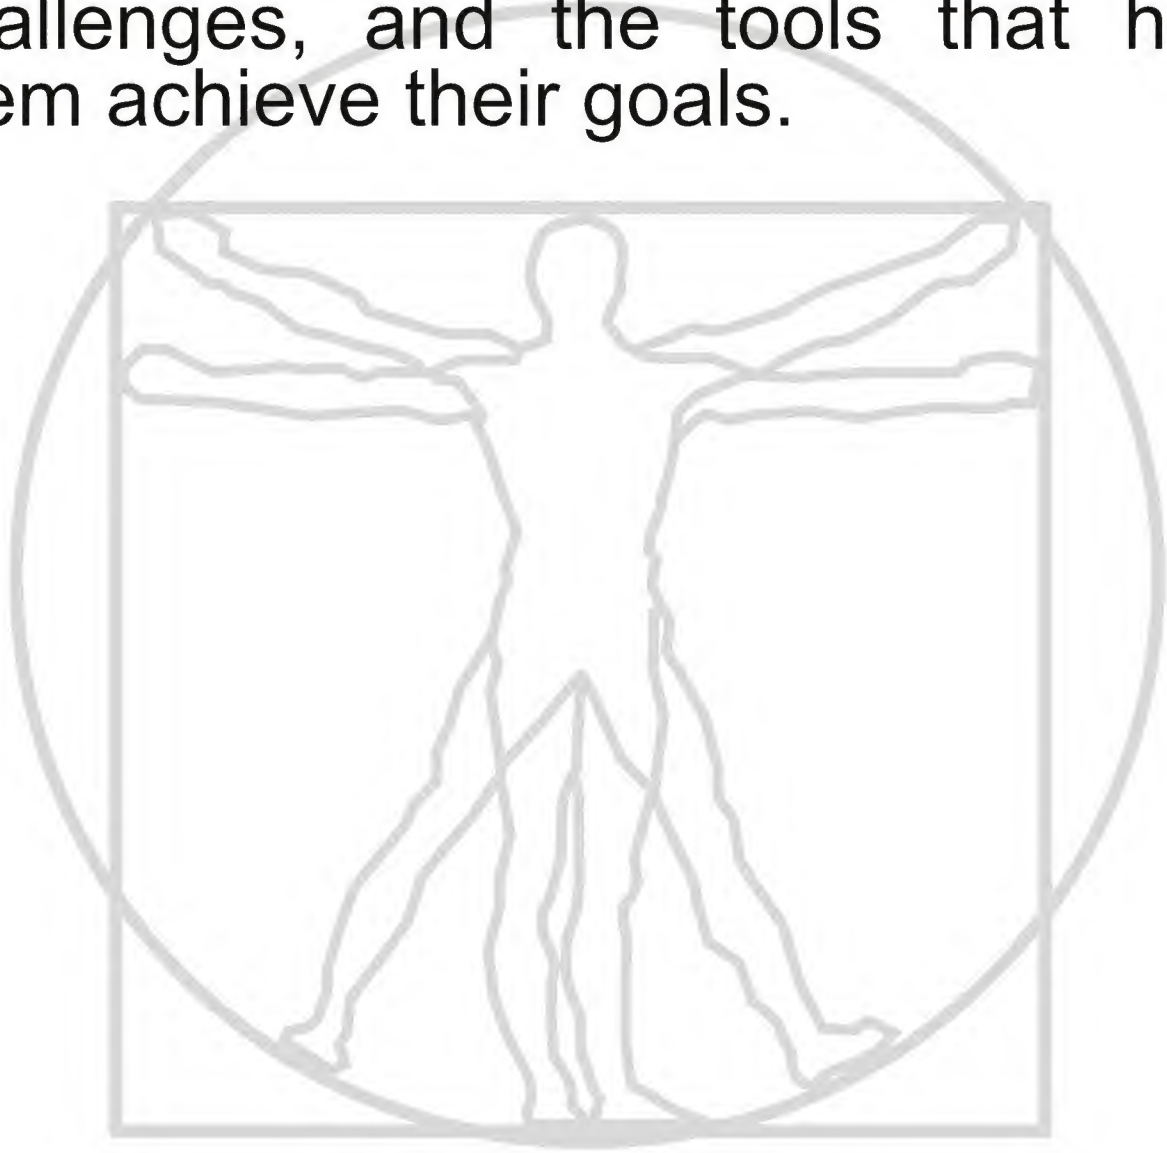 allenges, and the tools that h
em achieve their goals.